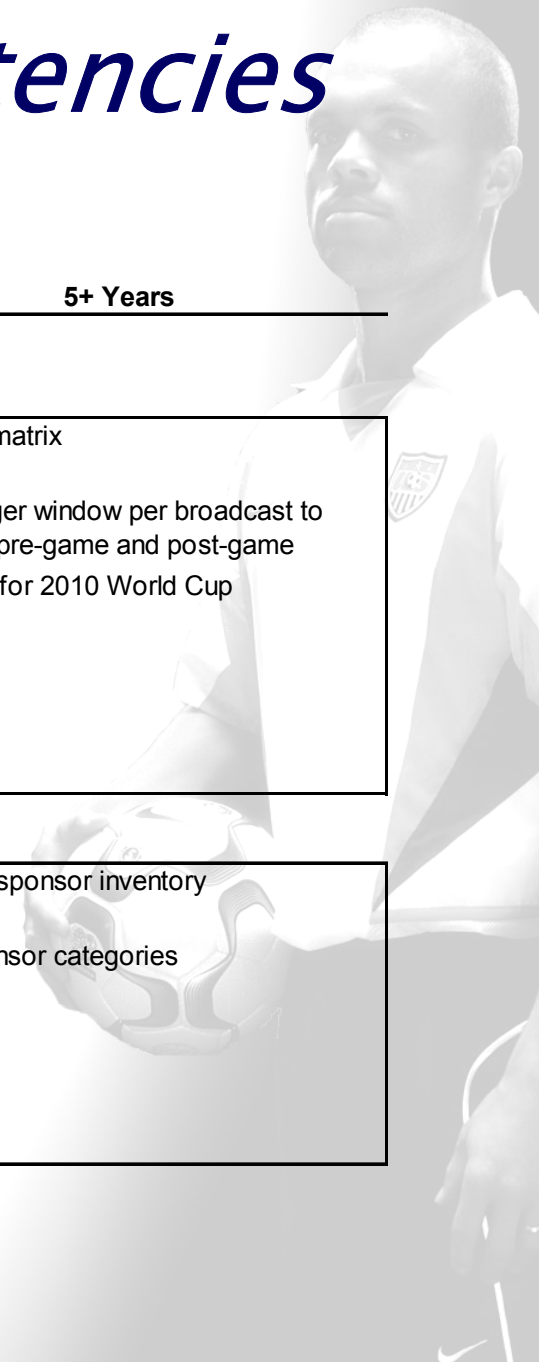 tencies
5+ Years
matrix
ger window per broadcast to
pre-game and post-game
for 2010 World Cup
sponsor inventory
nsor categories